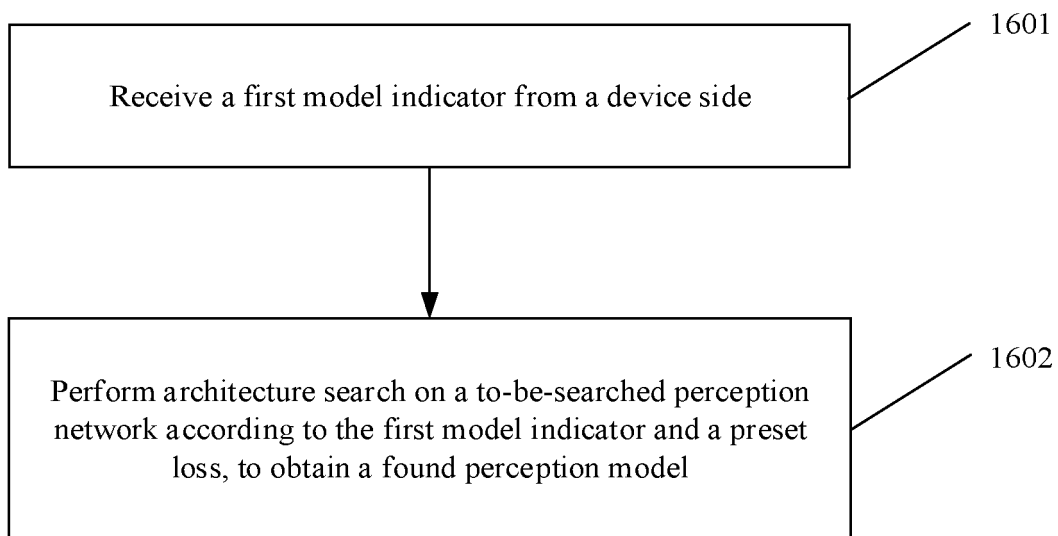 1601
Receive a first model indicator from a device side
1602
Perform architecture search on a to-be-searched perception
network according to the first model indicator and a preset
loss, to obtain a found perception model